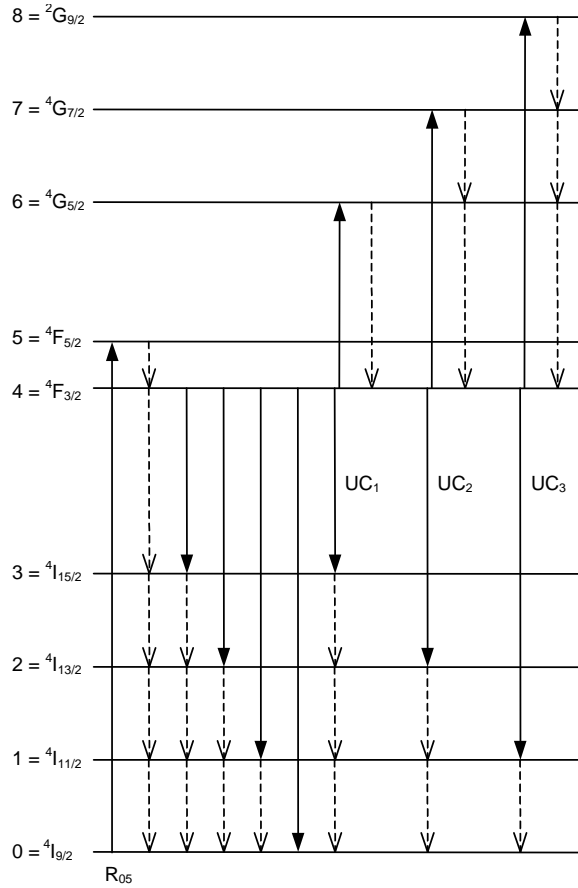 8 = ²G₉/₂
7 = ⁴G₇/₂
6 = ⁴G₅/₂
5 = ⁴F₅/₂
4 = ⁴F₃/₂
UC₁ UC₂ UC₃
3 = ⁴I₁₅/₂
2 = ⁴I₁₃/₂
1 = ⁴I₁₁/₂
0 = ⁴I₉/₂
R₀₅